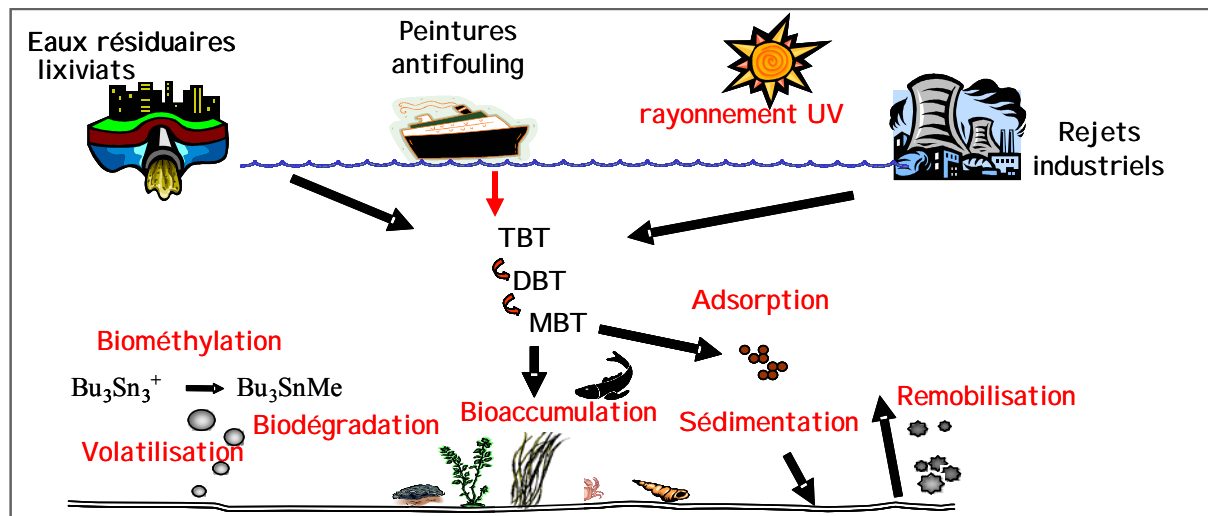 Eaux résiduaires
lixiviats
Peintures
antifouling
rayonnement UV
Rejets
industriels
TBT
DBT
MBT
Adsorption
Biométhylation
Bu₃Sn₃⁺ Bu₃SnMe
Biodégradation
Bioaccumulation
Sédimentation
Remobilisation
Volatilisation